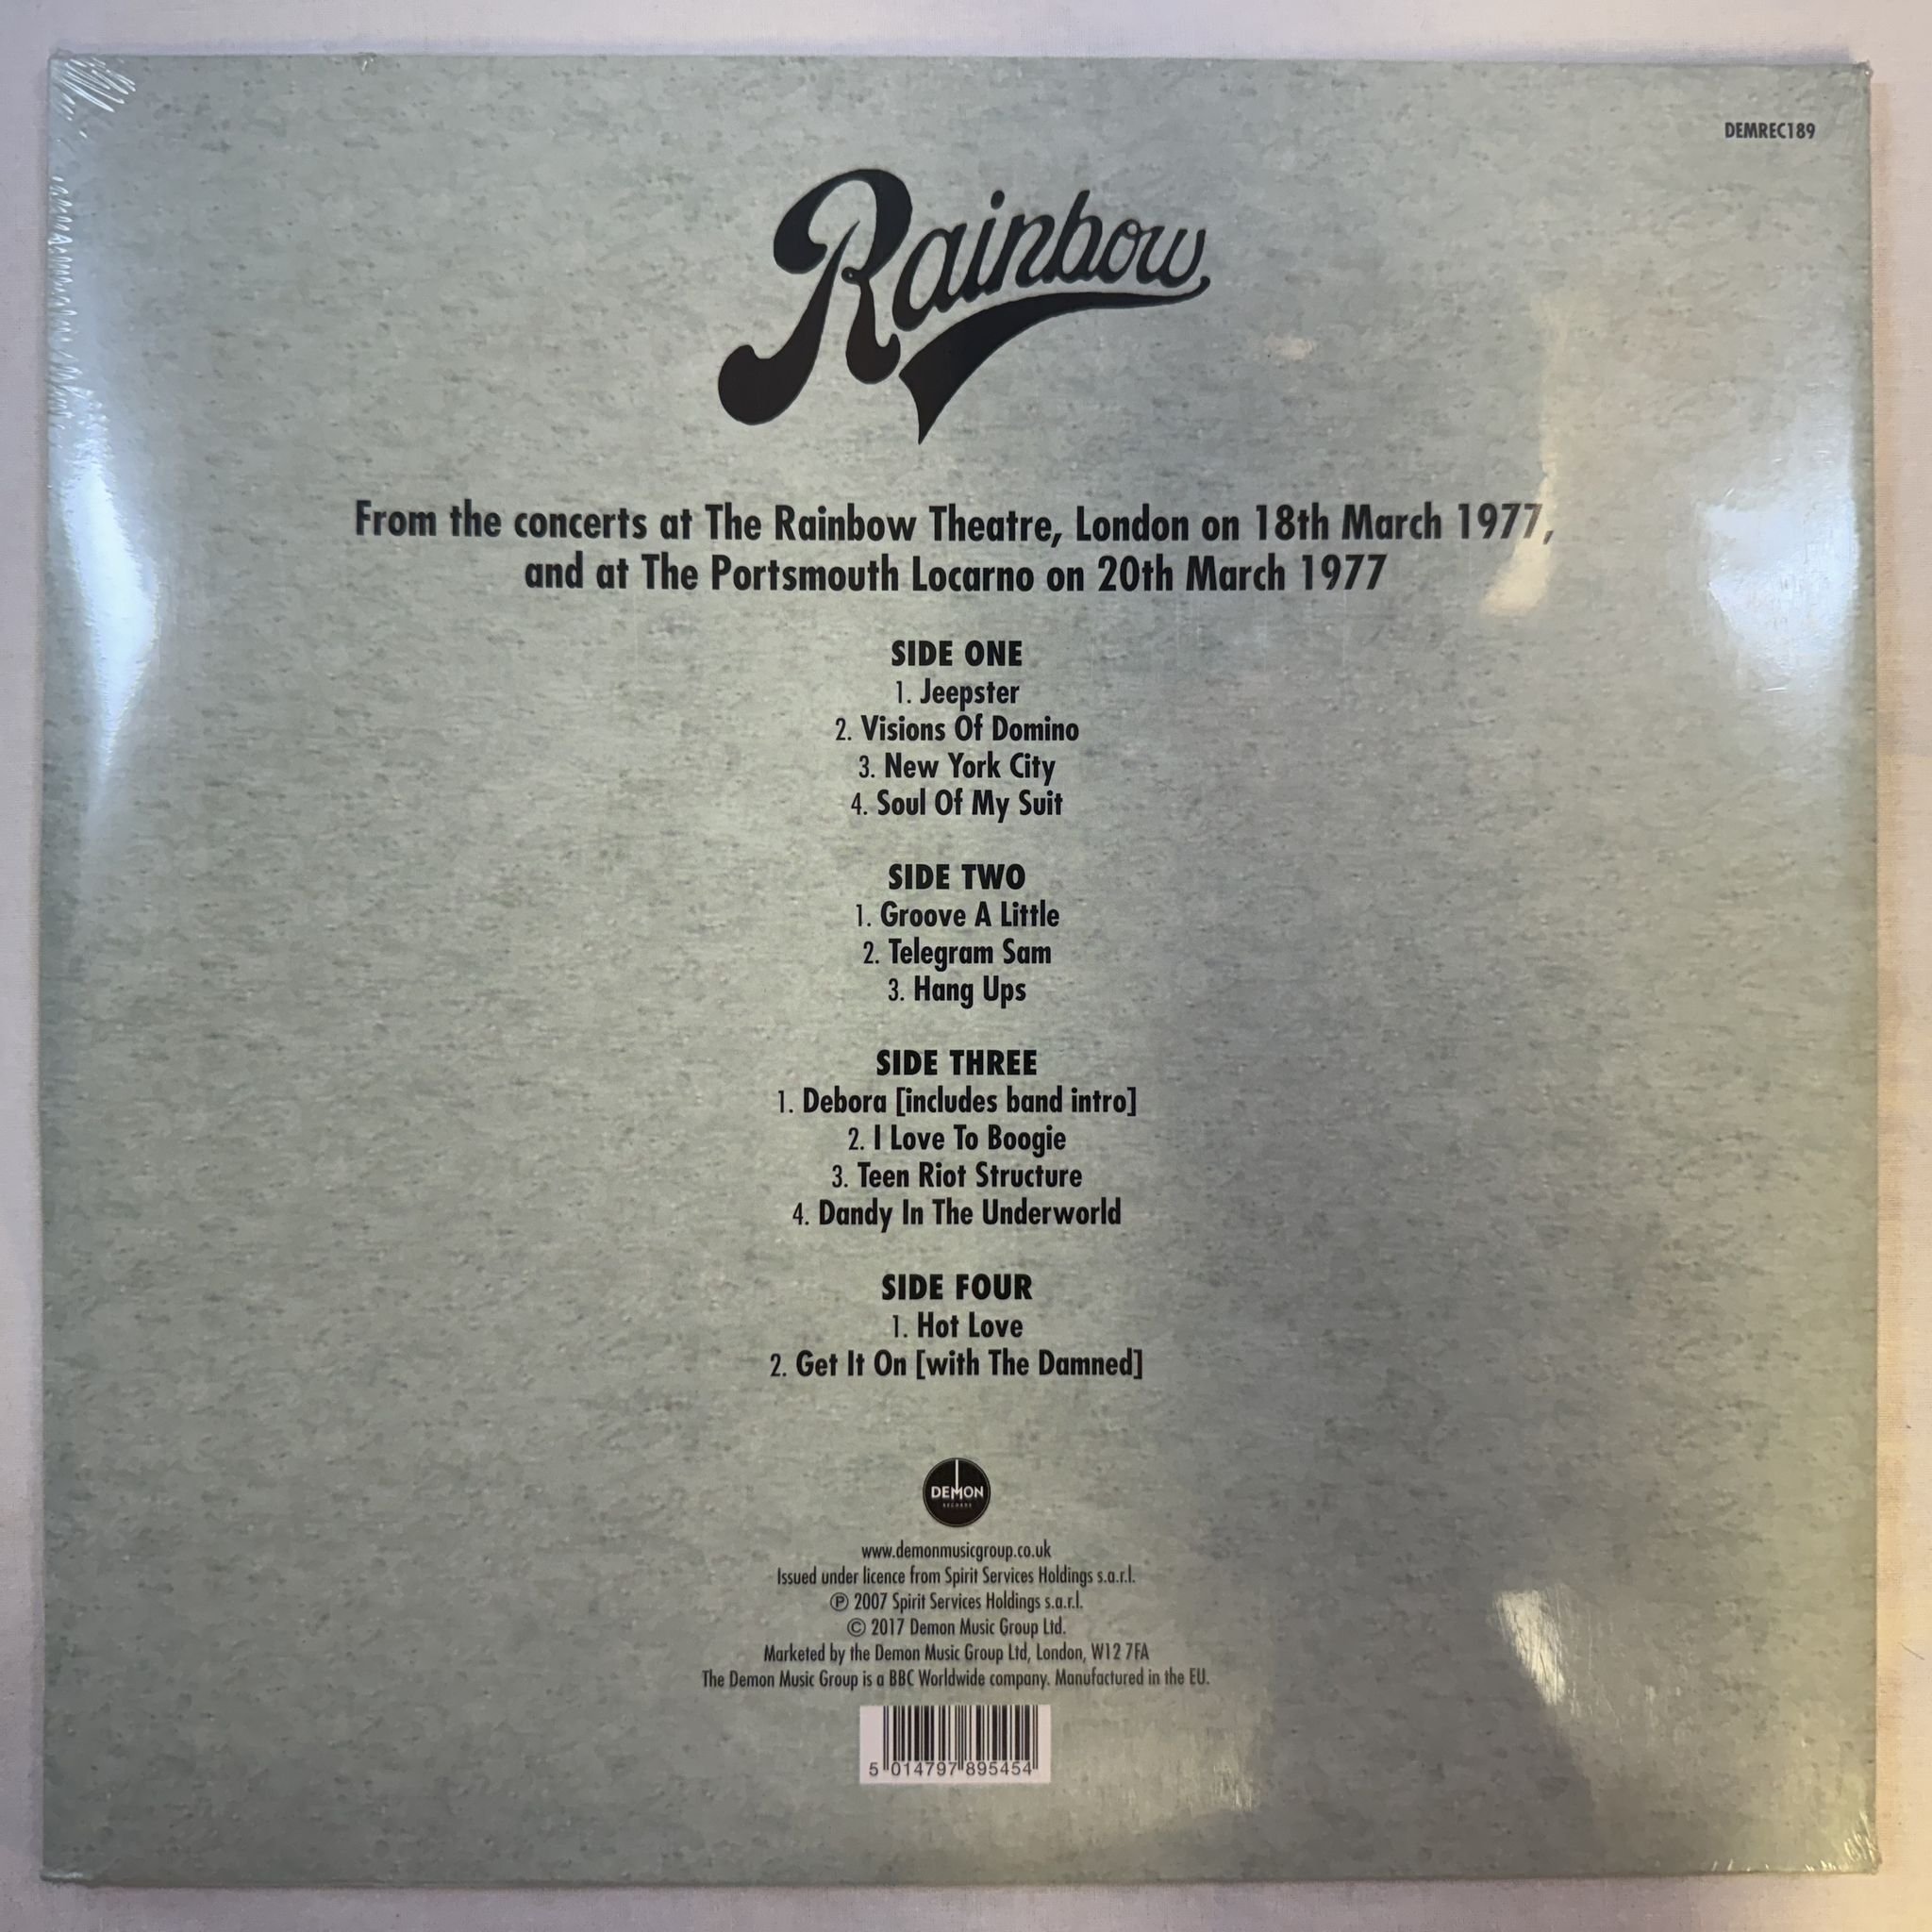 DEMREC189
Rainbow
From the concerts at The Rainbow Theatre, London on 18th March 1977,
and at The Portsmouth Locarno on 20th March 1977
SIDE ONE
1. Jeepster
2. Visions Of Domino
3. New York City
4. Soul Of My Suit
SIDE TWO
1. Groove A Little
2. Telegram Sam
3. Hang Ups
SIDE THREE
1. Debora [includes band intro]
2. I Love To Boogie
3. Teen Riot Structure
4. Dandy In The Underworld
SIDE FOUR
1. Hot Love
2. Get It On [with The Damned]
DEMON
RECORDS
www.demonmusicgroup.co.uk
Issued under licence from Spirit Services Holdings s.a.r.l.
℗ 2007 Spirit Services Holdings s.a.r.l.
© 2017 Demon Music Group Ltd.
Marketed by the Demon Music Group Ltd, London, W12 7FA
The Demon Music Group is a BBC Worldwide company. Manufactured in the EU.
5 014797 895454